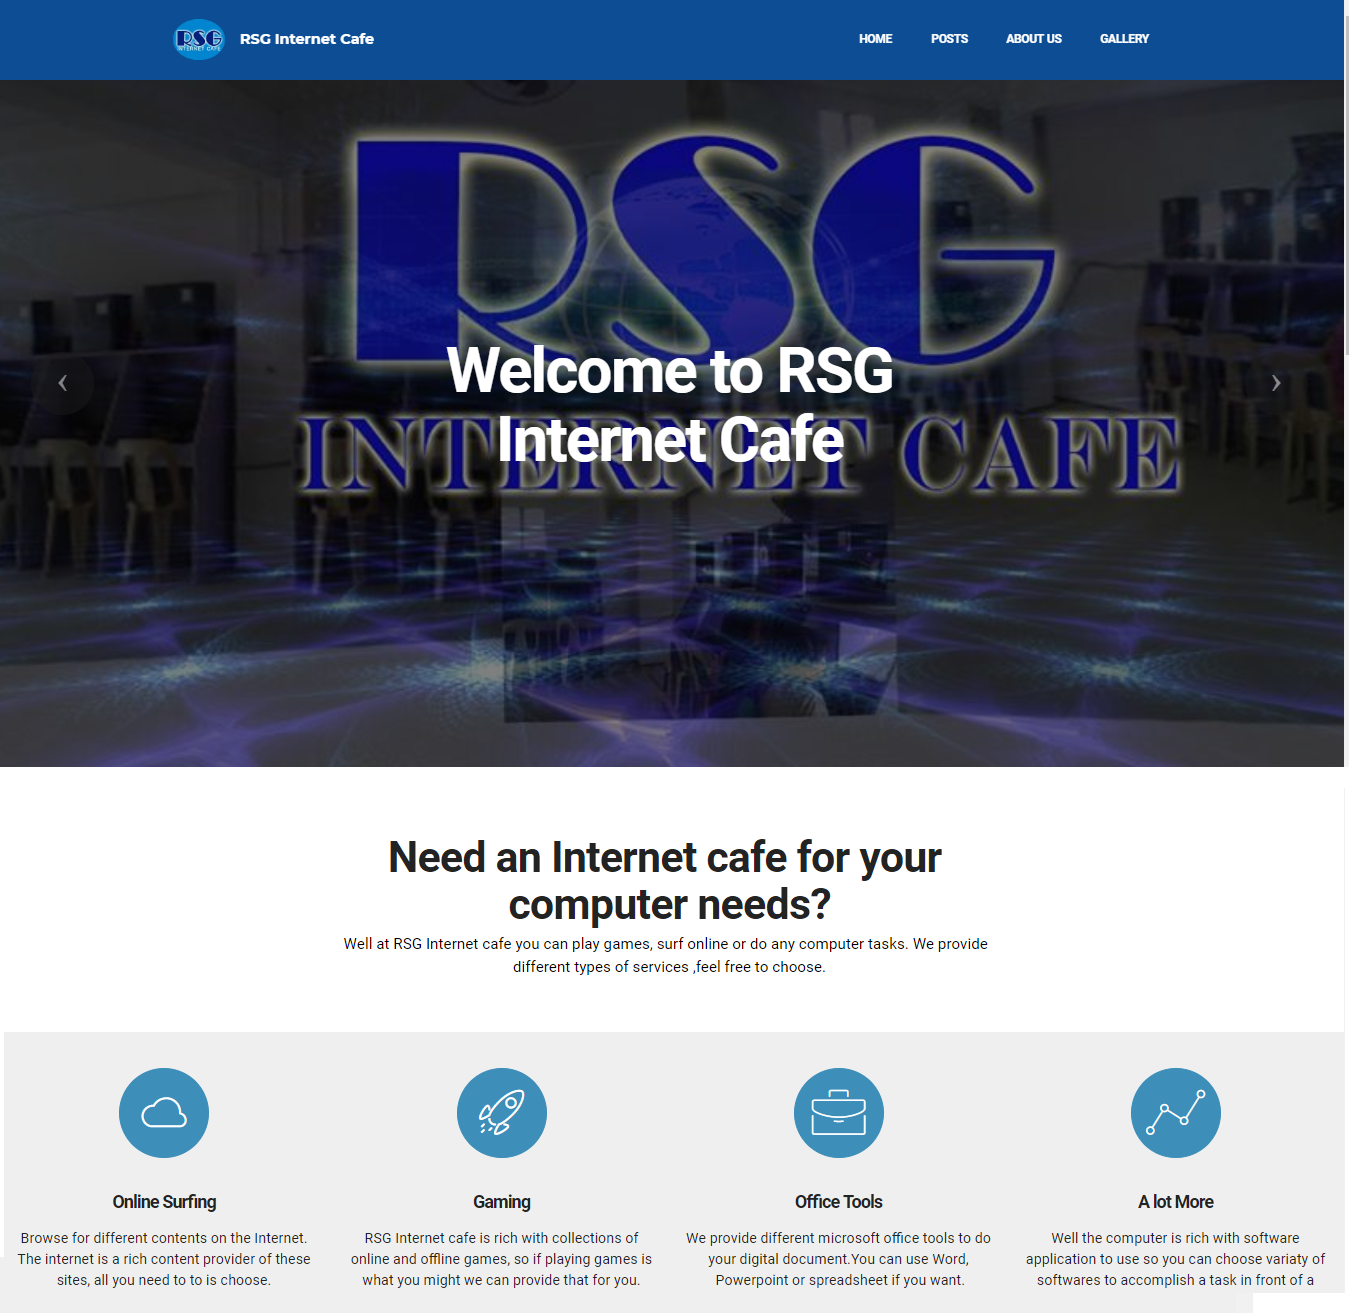 RSG
INTERNET CAFE
RSG Internet Cafe
HOME
POSTS
ABOUT US
GALLERY
RSG
INTERNET CAFE
Welcome to RSG
Internet Cafe
Need an Internet cafe for your
computer needs?
Well at RSG Internet cafe you can play games, surf online or do any computer tasks. We provide
different types of services ,feel free to choose.
Online Surfing
Browse for different contents on the Internet.
The internet is a rich content provider of these
sites, all you need to to is choose.
Gaming
RSG Internet cafe is rich with collections of
online and offline games, so if playing games is
what you might we can provide that for you.
Office Tools
We provide different microsoft office tools to do
your digital document.You can use Word,
Powerpoint or spreadsheet if you want.
A lot More
Well the computer is rich with software
application to use so you can choose variaty of
softwares to accomplish a task in front of a